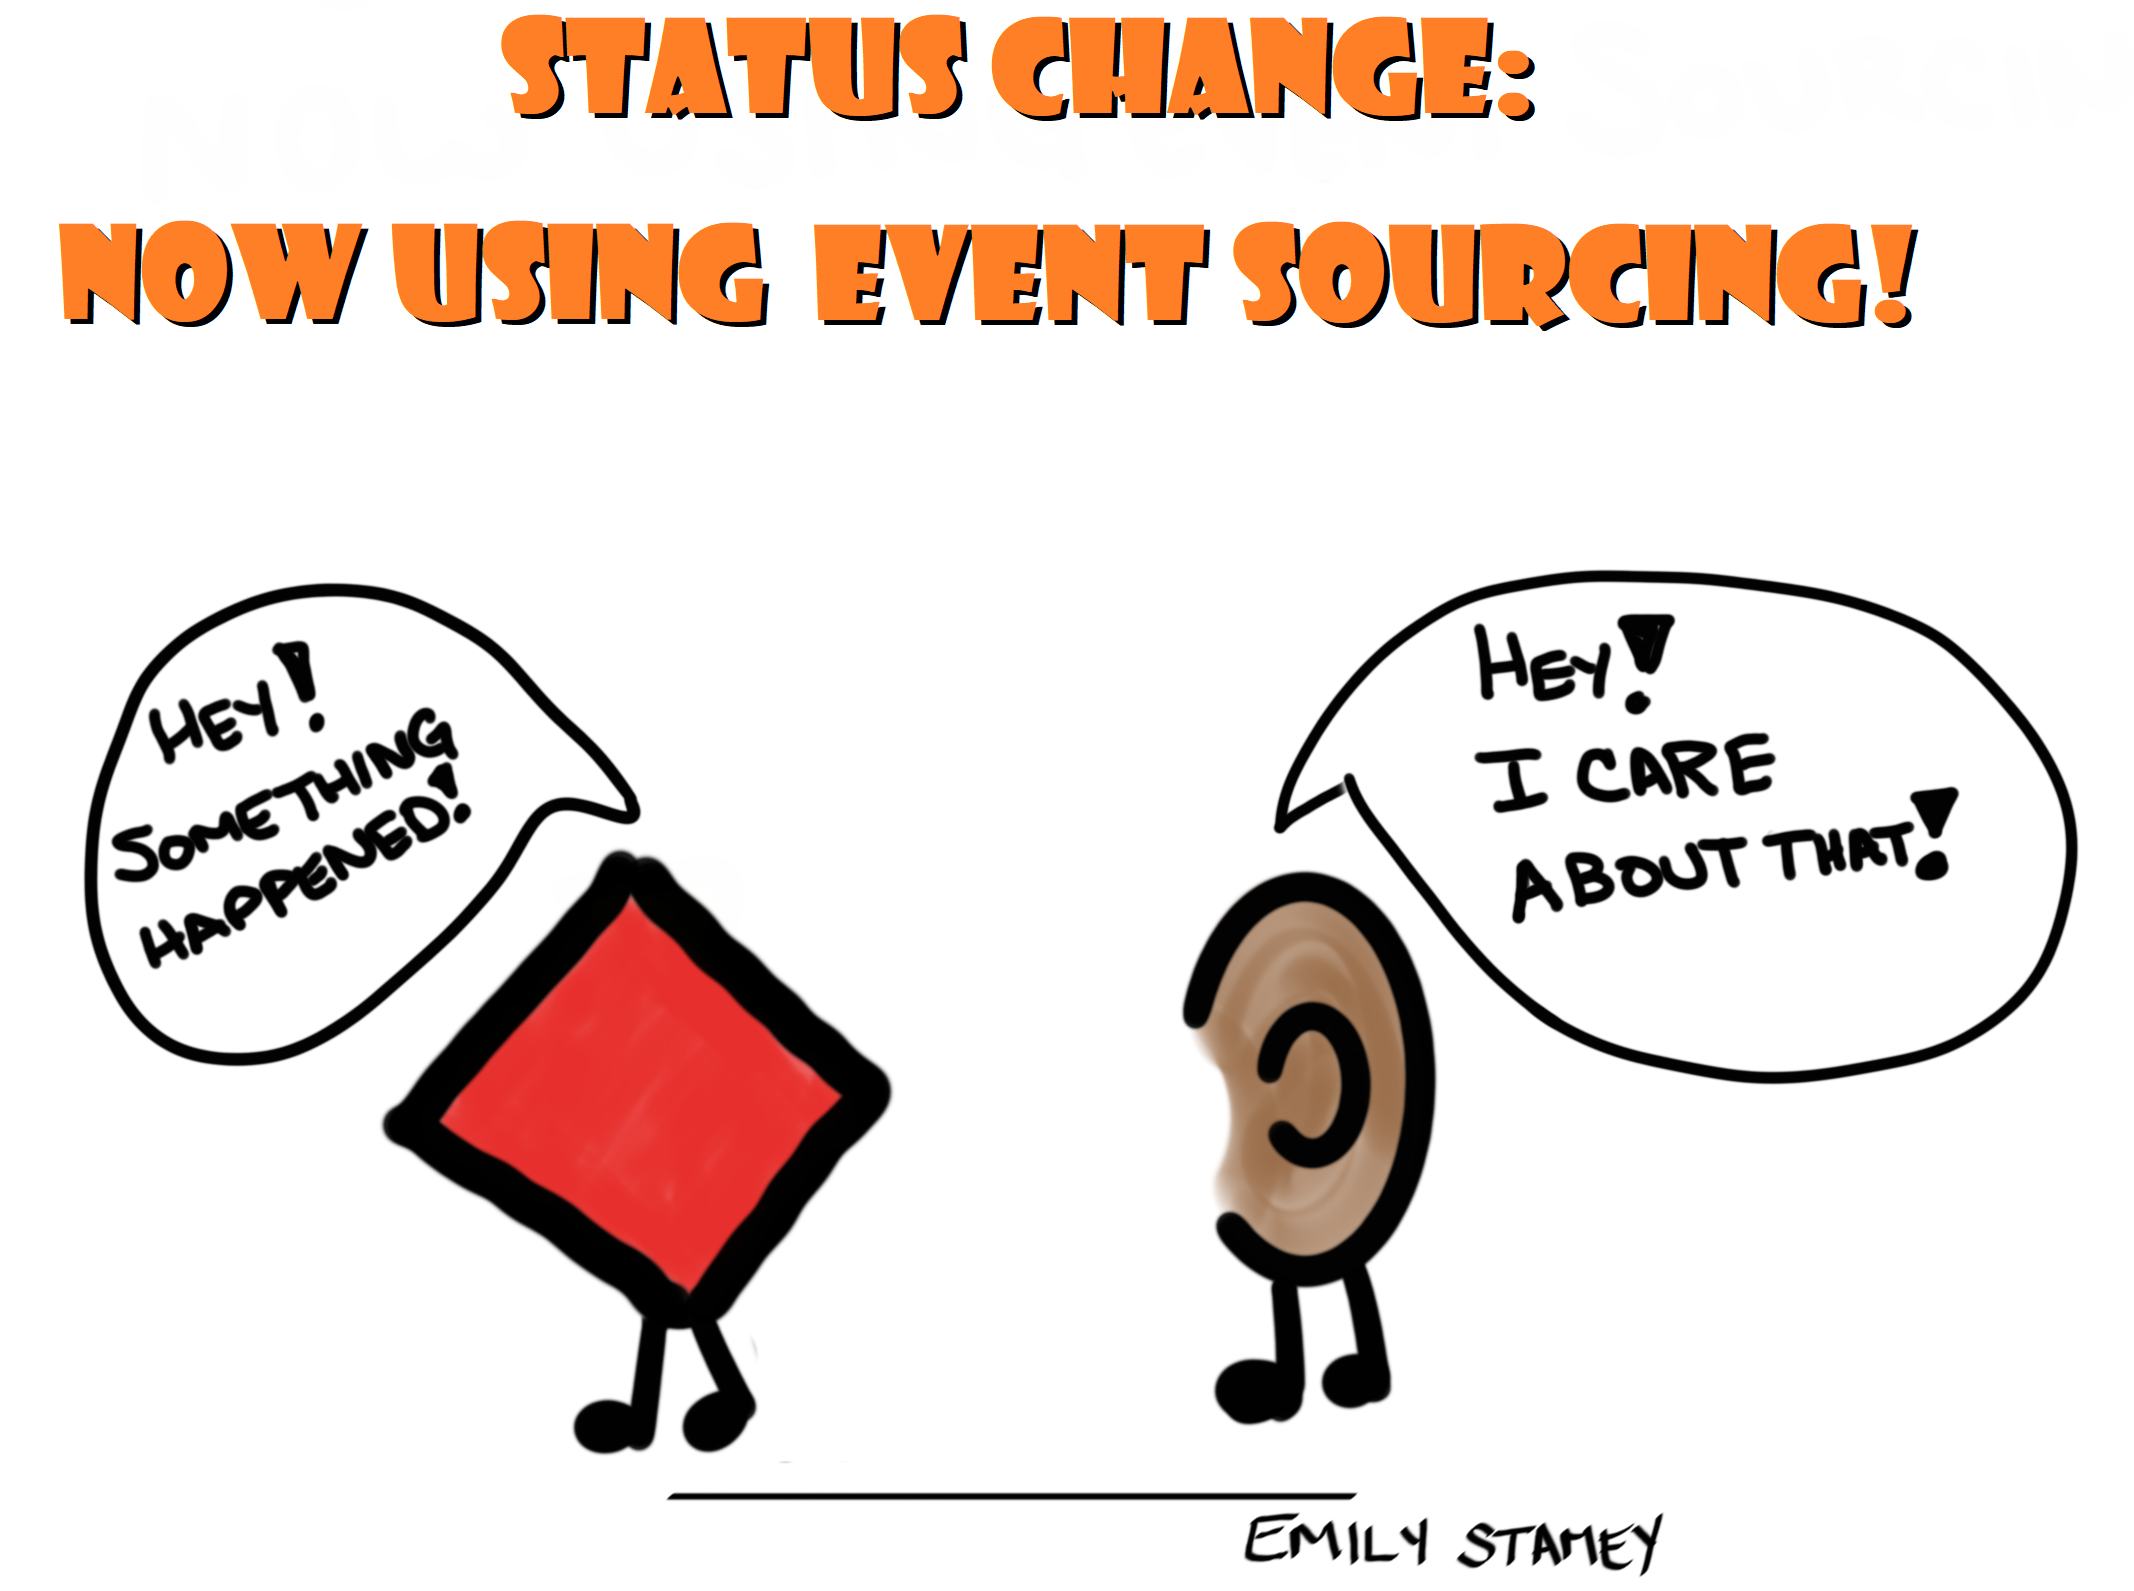 STATUS CHANGE:
NOW USING EVENT SOURCING!
HEY!
SOMETHING
HAPPENED!
HEY!
I CARE
ABOUT THAT!
EMILY STAMEY